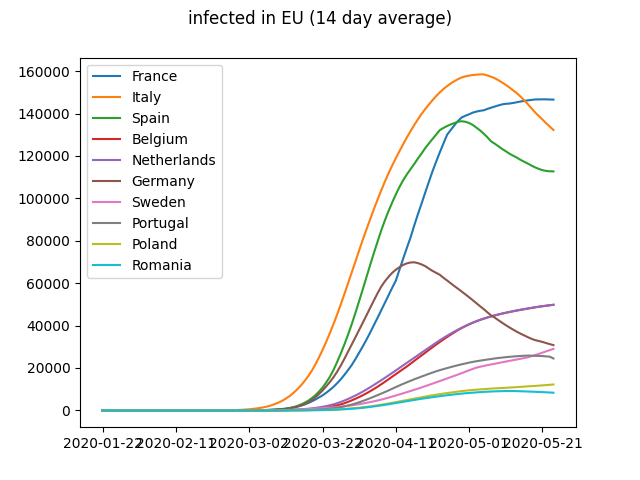 infected in EU (14 day average)
160000
140000
120000
100000
80000
60000
40000
20000
0
France
Italy
Spain
Belgium
Netherlands
Germany
Sweden
Portugal
Poland
Romania
2020-01-22 2020-02-11 2020-03-02 2020-03-22 2020-04-11 2020-05-01 2020-05-21